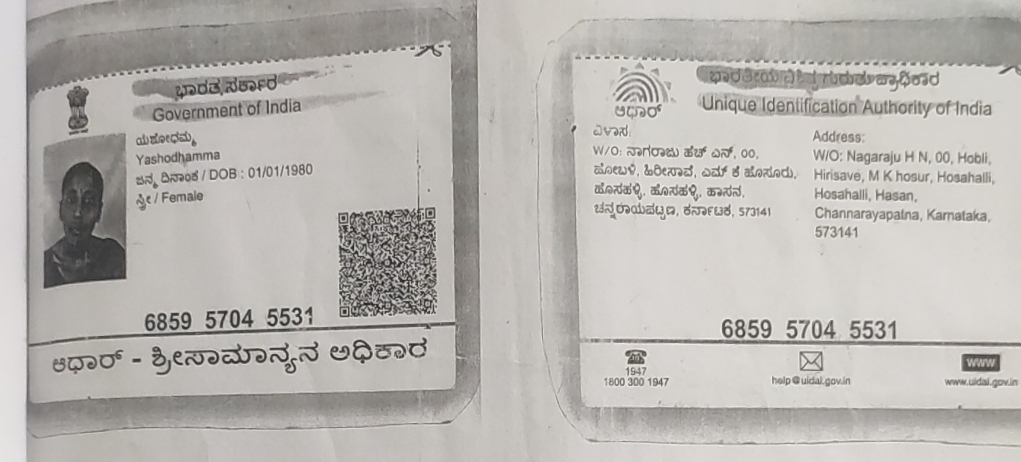 ಭಾರತ ಸರ್ಕಾರ
Government of India
ಯಶೋಧಮ್ಮ
Yashodhamma
ಜನ್ಮ ದಿನಾಂಕ / DOB : 01/01/1980
ಸ್ತ್ರೀ / Female
6859 5704 5531
ಆಧಾರ್ - ಶ್ರೀಸಾಮಾನ್ಯನ ಅಧಿಕಾರ
ಭಾರತೀಯ ವಿಶಿಷ್ಟ ಗುರುತು ಪ್ರಾಧಿಕಾರ
Unique Identification Authority of India
ಆಧಾರ್
ವಿಳಾಸ:
W/O: ನಾಗರಾಜು ಹೆಚ್ ಎನ್, 00,
ಹೋಬಳಿ, ಹಿರೀಸಾವೆ, ಎಮ್ ಕೆ ಹೊಸೂರು,
ಹೊಸಹಳ್ಳಿ, ಹೊಸಹಳ್ಳಿ, ಹಾಸನ,
ಚನ್ನರಾಯಪಟ್ಟಣ, ಕರ್ನಾಟಕ, 573141
Address:
W/O: Nagaraju H N, 00, Hobli,
Hirisave, M K hosur, Hosahalli,
Hosahalli, Hasan,
Channarayapatna, Karnataka,
573141
6859 5704 5531
1947
1800 300 1947
help@uidai.gov.in
www
www.uidai.gov.in